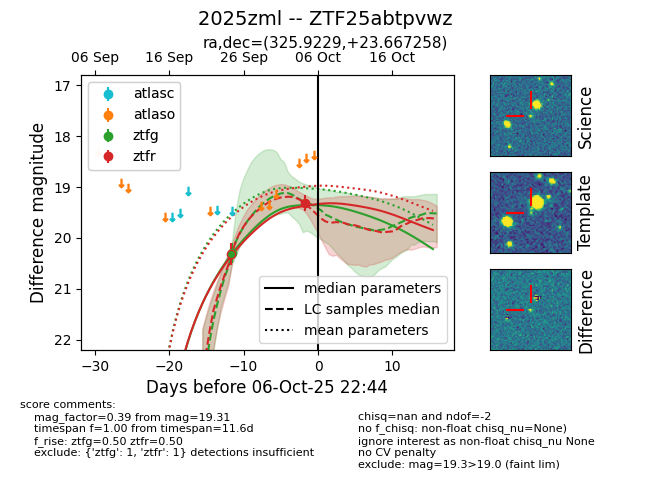 2025zml -- ZTF25abtpvwz
ra,dec=(325.9229,+23.667258)
06 Sep 16 Sep 26 Sep 06 Oct 16 Oct
17
18
19
20
21
22
Difference magnitude
atlasc
atlaso
ztfg
ztfr
median parameters
LC samples median
mean parameters
−30 −20 −10 0 10
Days before 06-Oct-25 22:44
Science
Template
Difference
score comments:
mag_factor=0.39 from mag=19.31
timespan f=1.00 from timespan=11.6d
f_rise: ztfg=0.50 ztfr=0.50
exclude: {'ztfg': 1, 'ztfr': 1} detections insufficient
chisq=nan and ndof=-2
no f_chisq: non-float chisq_nu=None)
ignore interest as non-float chisq_nu None
no CV penalty
exclude: mag=19.3>19.0 (faint lim)